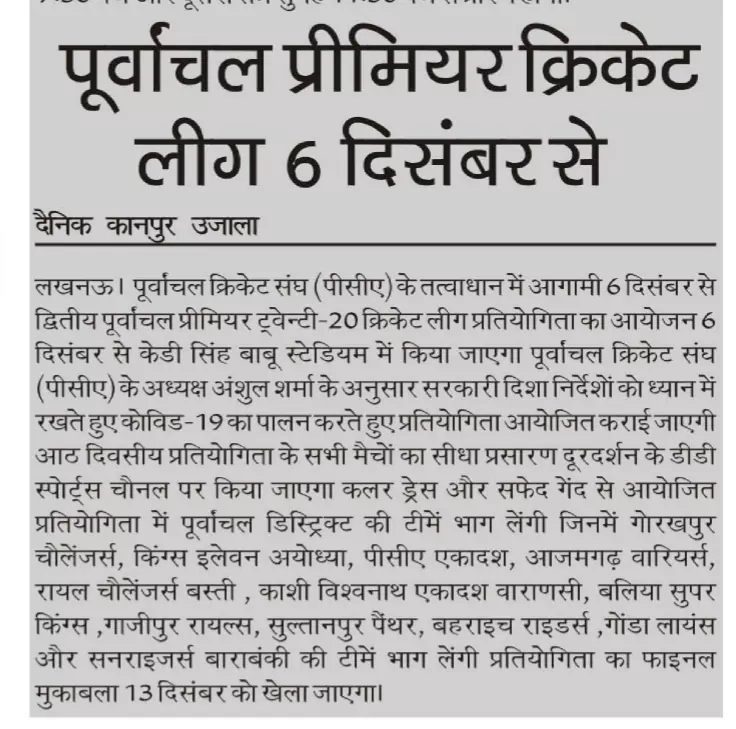 पूर्वांचल प्रीमियर क्रिकेट
लीग 6 दिसंबर से
दैनिक कानपुर उजाला
लखनऊ। पूर्वांचल क्रिकेट संघ (पीसीए) के तत्वाधान में आगामी 6 दिसंबर से
द्वितीय पूर्वांचल प्रीमियर ट्वेन्टी-20 क्रिकेट लीग प्रतियोगिता का आयोजन 6
दिसंबर से केडी सिंह बाबू स्टेडियम में किया जाएगा पूर्वांचल क्रिकेट संघ
(पीसीए) के अध्यक्ष अंशुल शर्मा के अनुसार सरकारी दिशा निर्देशों को ध्यान में
रखते हुए कोविड-19 का पालन करते हुए प्रतियोगिता आयोजित कराई जाएगी
आठ दिवसीय प्रतियोगिता के सभी मैचों का सीधा प्रसारण दूरदर्शन के डीडी
स्पोर्ट्स चौनल पर किया जाएगा कलर ड्रेस और सफेद गेंद से आयोजित
प्रतियोगिता में पूर्वांचल डिस्ट्रिक्ट की टीमें भाग लेंगी जिनमें गोरखपुर
चौलेंजर्स, किंग्स इलेवन अयोध्या, पीसीए एकादश, आजमगढ़ वारियर्स,
रायल चौलेंजर्स बस्ती , काशी विश्वनाथ एकादश वाराणसी, बलिया सुपर
किंग्स ,गाजीपुर रायल्स, सुल्तानपुर पैंथर, बहराइच राइडर्स ,गोंडा लायंस
और सनराइजर्स बाराबंकी की टीमें भाग लेंगी प्रतियोगिता का फाइनल
मुकाबला 13 दिसंबर को खेला जाएगा।